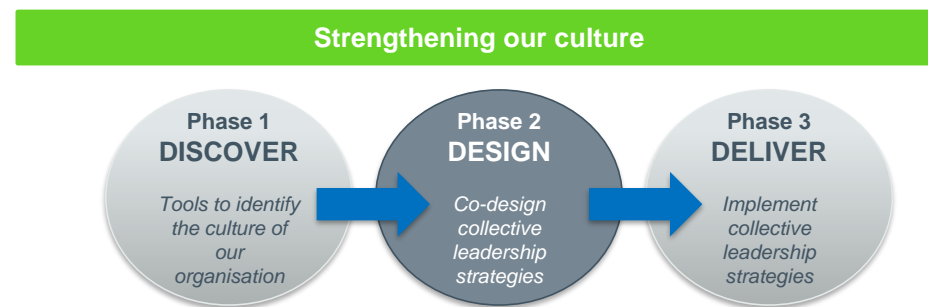 Strengthening our culture
Phase 1
DISCOVER
Tools to identify
the culture of
our
organisation
Phase 2
DESIGN
Co-design
collective
leadership
strategies
Phase 3
DELIVER
Implement
collective
leadership
strategies